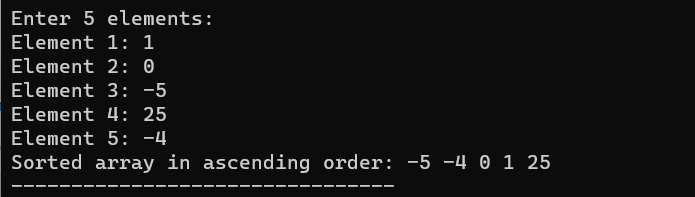 Enter 5 elements:
Element 1: 1
Element 2: 0
Element 3: -5
Element 4: 25
Element 5: -4
Sorted array in ascending order: -5 -4 0 1 25
--------------------------------